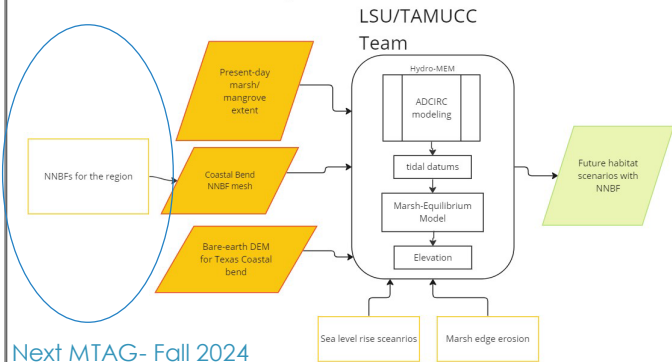 LSU/TAMUCC
Team
Hydro-MEM
Present-day
marsh/
mangrove
extent
ADCIRC
modeling
NNBFs for the region
Coastal Bend
NNBF mesh
tidal datums
Future habitat
scenarios with
NNBF
Marsh-Equilibrium
Model
Bare-earth DEM
for Texas Coastal
bend
Elevation
Sea level rise sceanrios
Marsh edge erosion
Next MTAG- Fall 2024